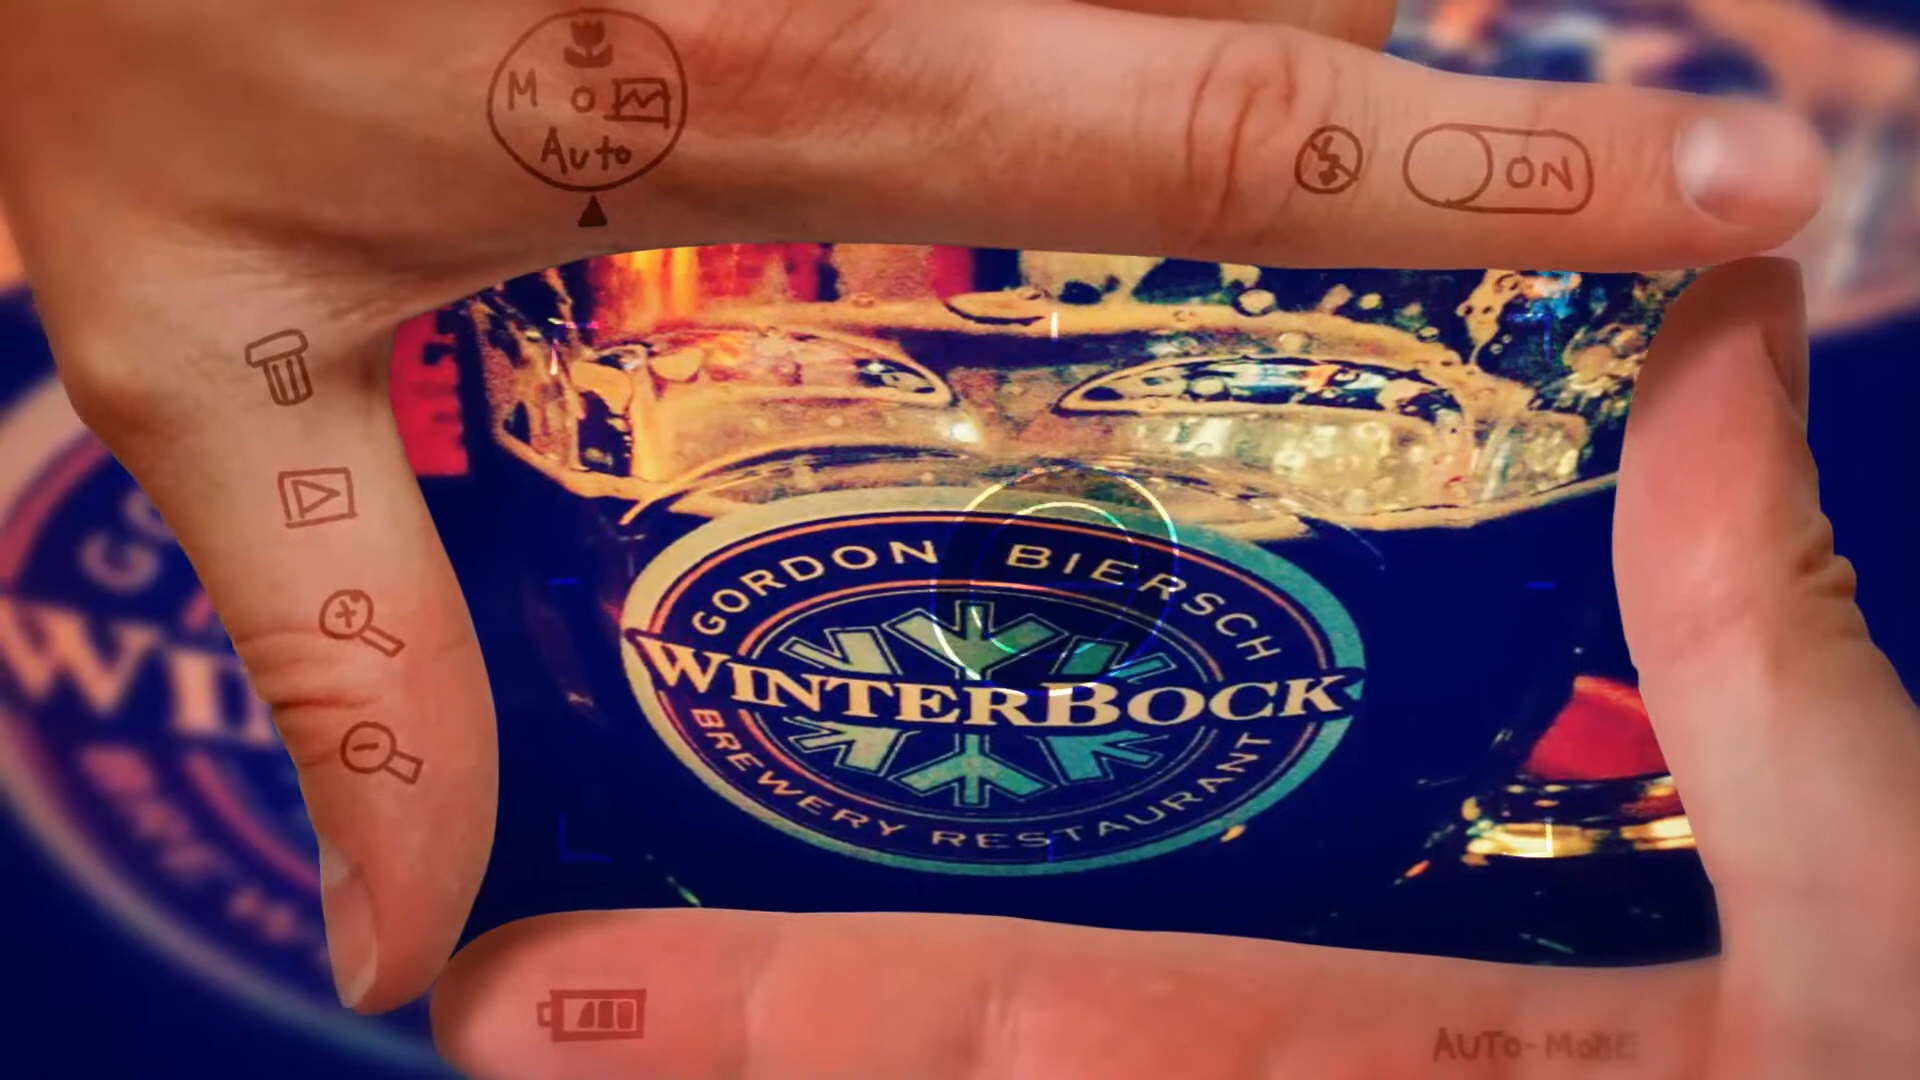 M
Auto
ON
GORDON BIERSCH
WINTERBOCK
BREWERY RESTAURANT
AUTO-MODE